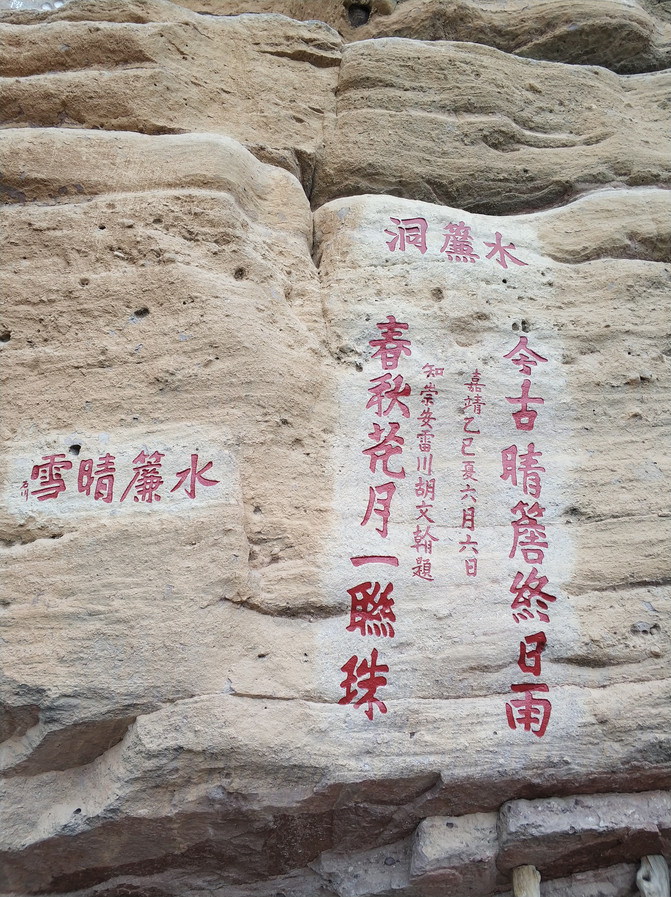 水簾洞
今古晴簷終日雨
嘉靖乙巳夏六月六日
知崇安雷川胡文翰題
春秋花月一聯珠
水簾晴雪
石川